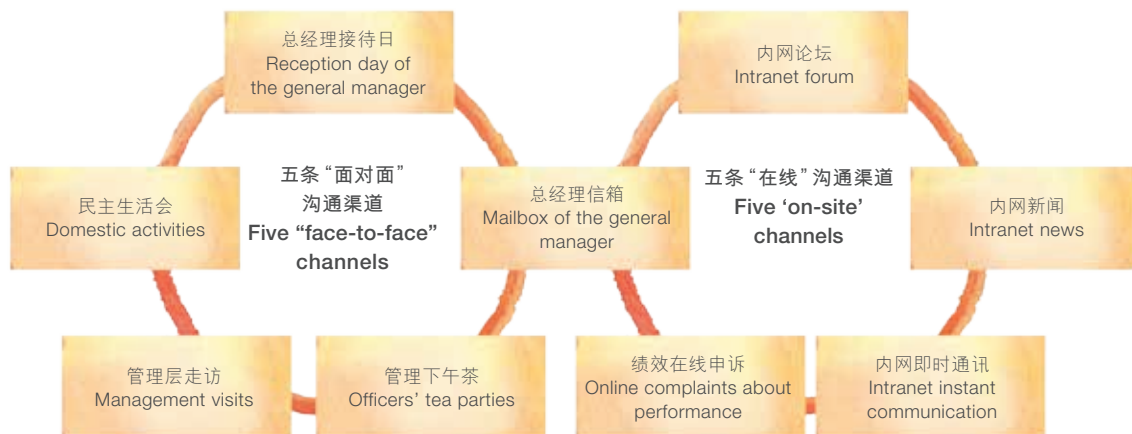 总经理接待日
Reception day of
the general manager
内网论坛
Intranet forum
民主生活会
Domestic activities
五条“面对面”
沟通渠道
Five “face-to-face”
channels
总经理信箱
Mailbox of the general
manager
五条“在线”沟通渠道
Five ‘on-site’
channels
内网新闻
Intranet news
管理层走访
Management visits
管理下午茶
Officers’ tea parties
绩效在线申诉
Online complaints about
performance
内网即时通讯
Intranet instant
communication